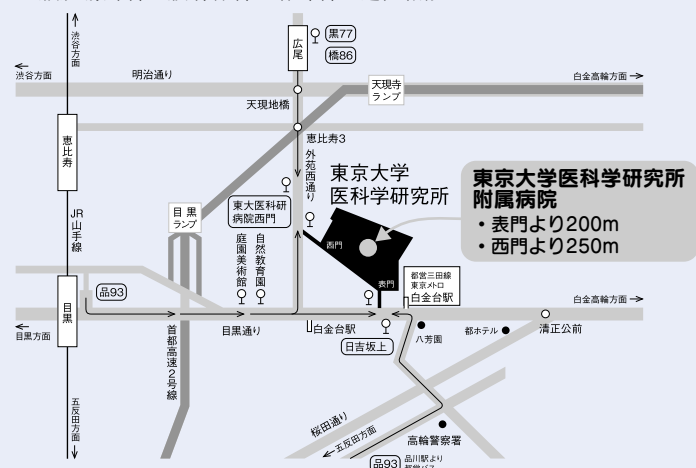 渋谷方面
渋谷方面
明治通り
広尾
黒77
橋86
天現寺
ランプ
白金高輪方面
天現地橋
恵比寿
恵比寿3
外苑西通り
東京大学
医科学研究所
東京大学医科学研究所
附属病院
・表門より200m
・西門より250m
東大医科研
病院西門
目黒
ランプ
JR山手線
庭園美術館
自然教育園
西門
表門
都営三田線
東京メトロ
白金台駅
品93
目黒
目黒方面
首都高速2号線
目黒通り
白金台駅
日吉坂上
八芳園
都ホテル
清正公前
白金高輪方面
五反田方面
桜田通り
五反田方面
高輪警察署
品93
品川駅より